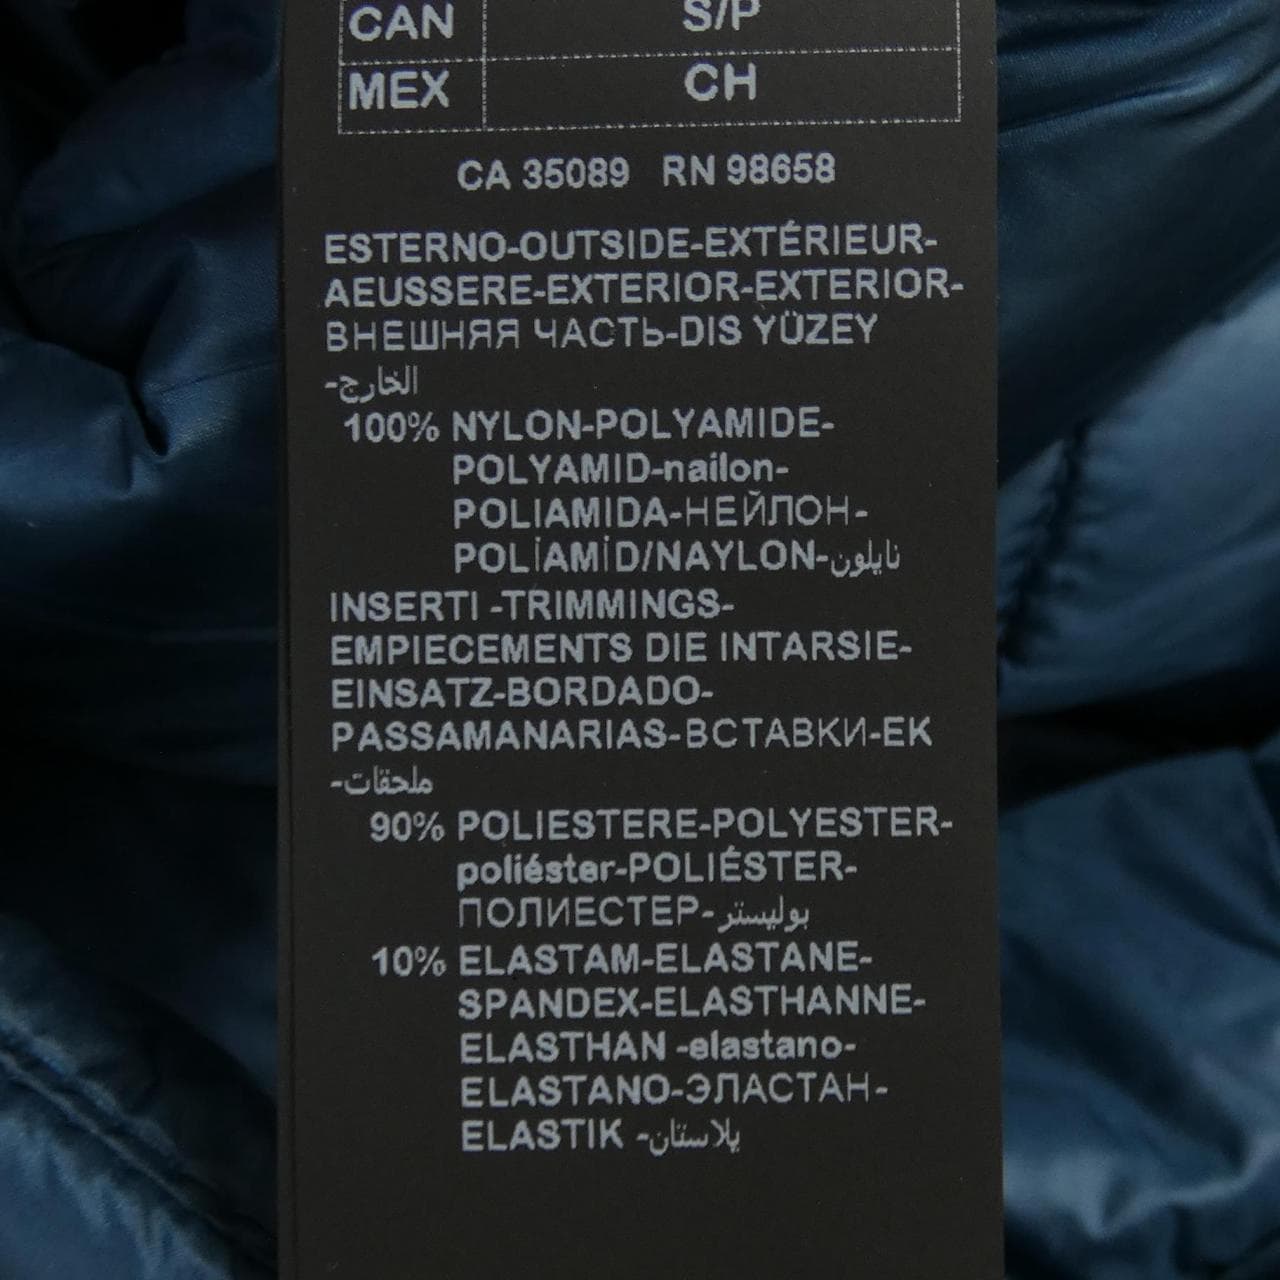 CAN S/P
MEX CH
CA 35089 RN 98658
ESTERNO-OUTSIDE-EXTÉRIEUR-
AEUSSERE-EXTERIOR-EXTERIOR-
ВНЕШНЯЯ ЧАСТЬ-DIS YÜZEY
-الخارج
100% NYLON-POLYAMIDE-
POLYAMID-nailon-
POLIAMIDA-НЕЙЛОН-
POLİAMİD/NAYLON-نايلون
INSERTI -TRIMMINGS-
EMPIECEMENTS DIE INTARSIE-
EINSATZ-BORDADO-
PASSAMANARIAS-ВСТАВКИ-EK
-ملحقات
90% POLIESTERE-POLYESTER-
poliéster-POLIÉSTER-
ПОЛИЕСТЕР-بوليستر
10% ELASTAM-ELASTANE-
SPANDEX-ELASTHANNE-
ELASTHAN -elastano-
ELASTANO-ЭЛАСТАН-
ELASTIK -پلاستان